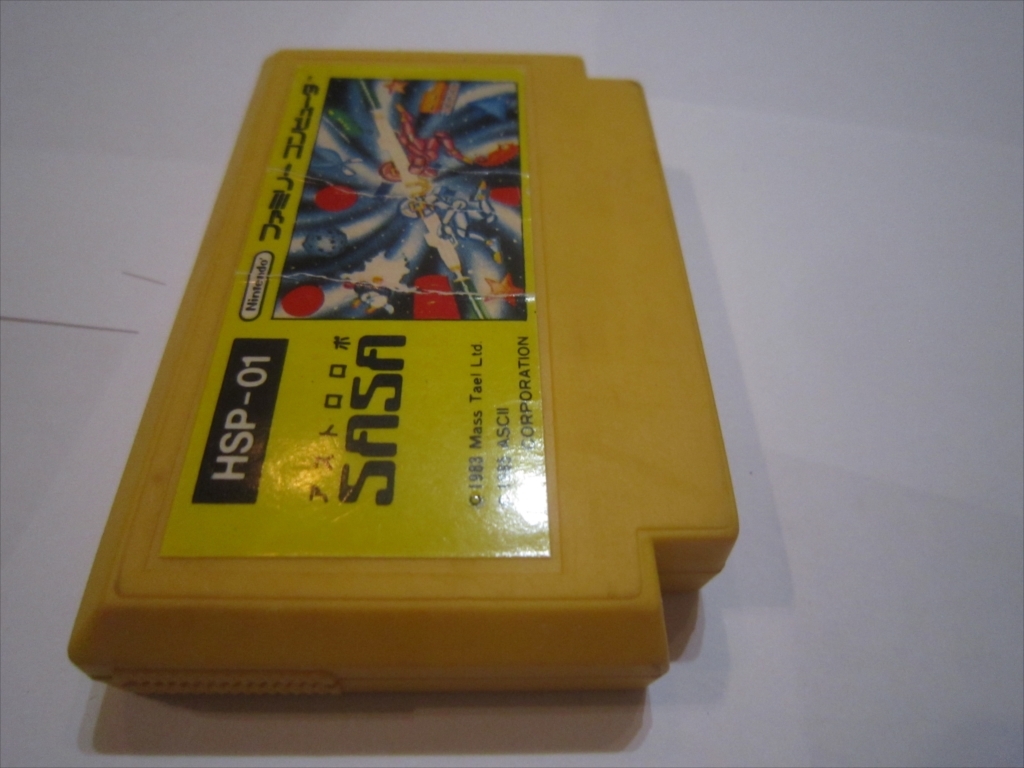 Nintendo
ファミリー コンピュータ
HSP-01
アストロロボ
SASA
© 1983 Mass Tael Ltd.
ASCII
CORPORATION